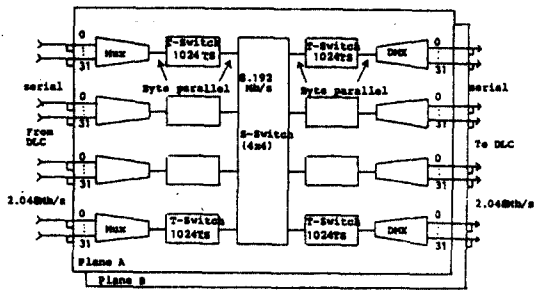 0
Mux
31
T-Switch
1024TS
8.192
Mb/s
T-Switch
1024TS
DMX
0
31
serial
Byte parallel
Byte parallel
serial
0
31
From
DLC
S-Switch
(4x4)
0
31
To DLC
0
31
0
31
2.048Mb/s
2.048Mb/s
0
Mux
31
T-Switch
1024TS
T-Switch
1024TS
DMX
0
31
Plane A
Plane B